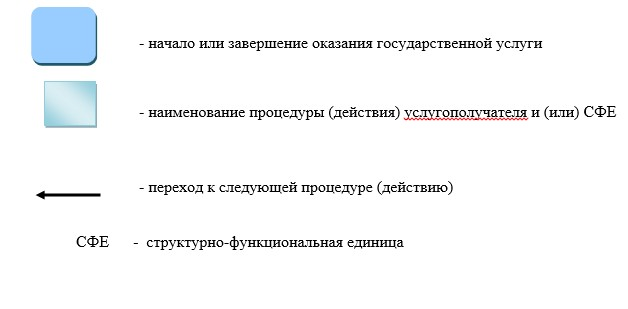 - начало или завершение оказания государственной услуги
- наименование процедуры (действия) услугополучателя и (или) СФЕ
- переход к следующей процедуре (действию)
СФЕ - структурно-функциональная единица